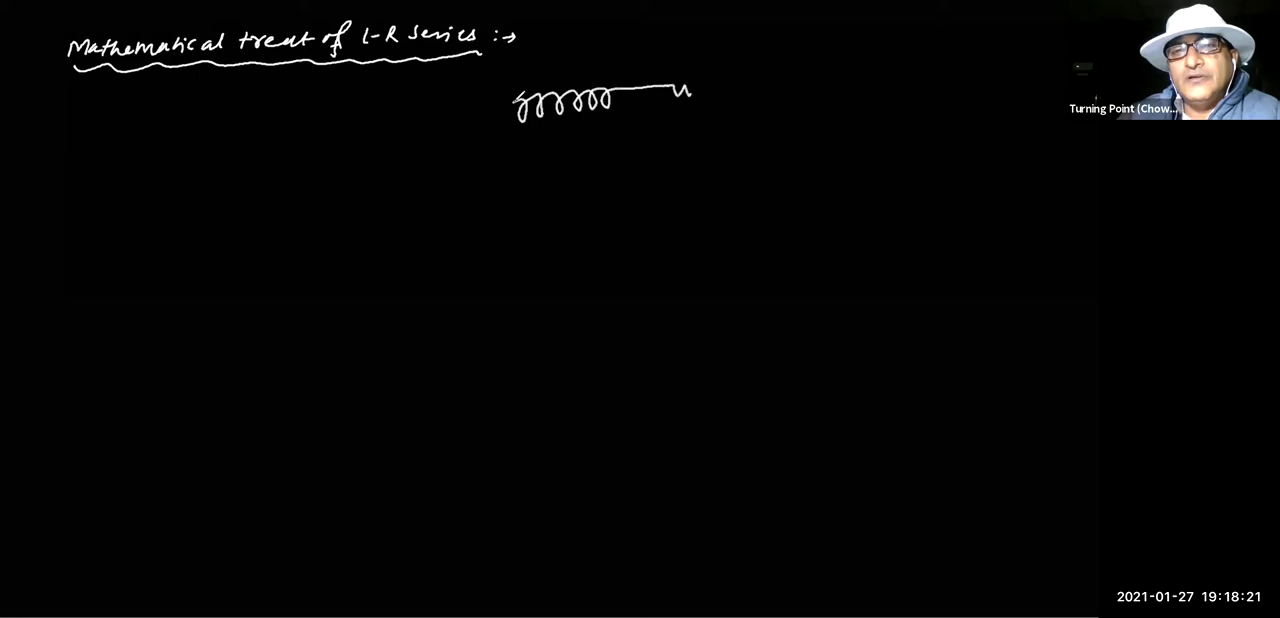 Mathematical treat of L-R series :→
Turning Point (Chow...
2021-01-27 19:18:21